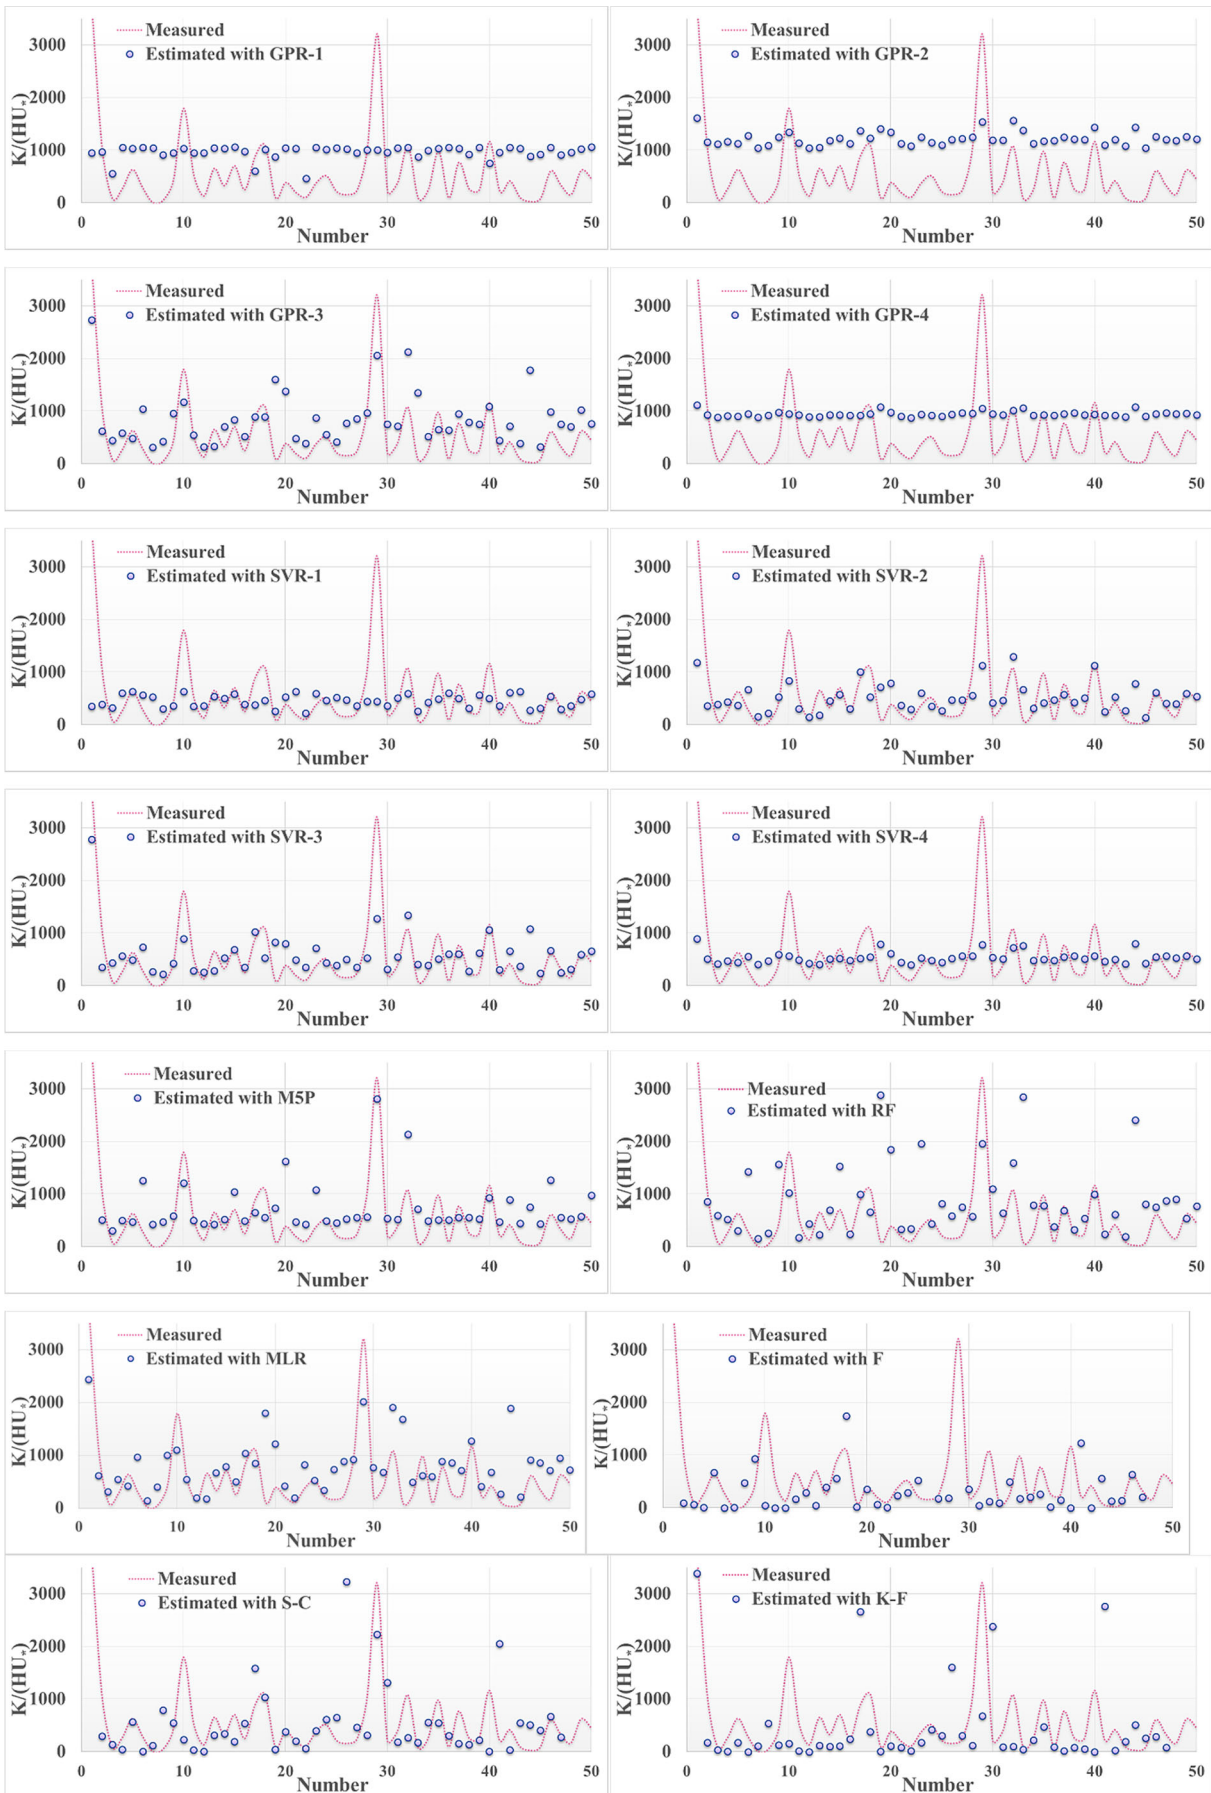 Measured
Estimated with GPR-1
K/(HU*)
3000
2000
1000
0
0 10 20 30 40 50
Number
Measured
Estimated with GPR-2
K/(HU*)
3000
2000
1000
0
0 10 20 30 40 50
Number
Measured
Estimated with GPR-3
K/(HU*)
3000
2000
1000
0
0 10 20 30 40 50
Number
Measured
Estimated with GPR-4
K/(HU*)
3000
2000
1000
0
0 10 20 30 40 50
Number
Measured
Estimated with SVR-1
K/(HU*)
3000
2000
1000
0
0 10 20 30 40 50
Number
Measured
Estimated with SVR-2
K/(HU*)
3000
2000
1000
0
0 10 20 30 40 50
Number
Measured
Estimated with SVR-3
K/(HU*)
3000
2000
1000
0
0 10 20 30 40 50
Number
Measured
Estimated with SVR-4
K/(HU*)
3000
2000
1000
0
0 10 20 30 40 50
Number
Measured
Estimated with M5P
K/(HU*)
3000
2000
1000
0
0 10 20 30 40 50
Number
Measured
Estimated with RF
K/(HU*)
3000
2000
1000
0
0 10 20 30 40 50
Number
Measured
Estimated with MLR
K/(HU*)
3000
2000
1000
0
0 10 20 30 40 50
Number
Measured
Estimated with F
K/(HU*)
3000
2000
1000
0
0 10 20 30 40 50
Number
Measured
Estimated with S-C
K/(HU*)
3000
2000
1000
0
0 10 20 30 40 50
Number
Measured
Estimated with K-F
K/(HU*)
3000
2000
1000
0
0 10 20 30 40 50
Number